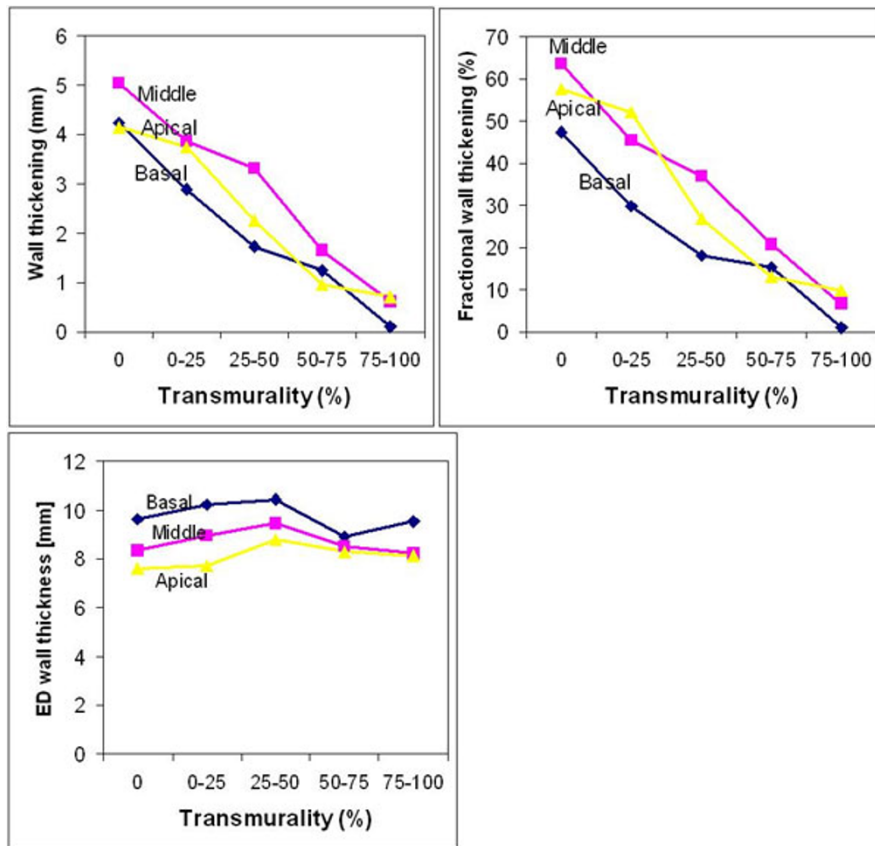 Wall thickening (mm)
6
5
4
3
2
1
0
Middle
Apical
Basal
0 0-25 25-50 50-75 75-100
Transmurality (%)
Fractional wall thickening (%)
70
60
50
40
30
20
10
0
Middle
Apical
Basal
0 0-25 25-50 50-75 75-100
Transmurality (%)
ED wall thickness [mm]
12
10
8
6
4
2
0
Basal
Middle
Apical
0 0-25 25-50 50-75 75-100
Transmurality (%)